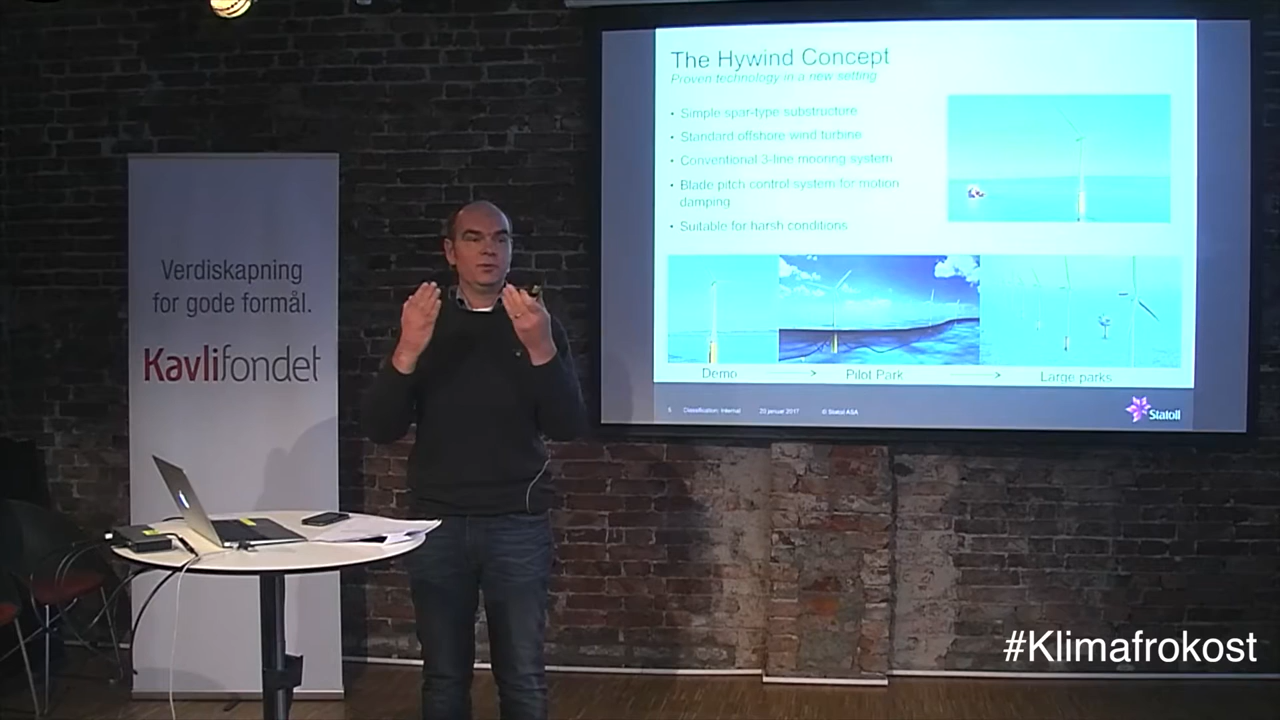 The Hywind Concept
Proven technology in a new setting
• Simple spar-type substructure
• Standard offshore wind turbine
• Conventional 3-line mooring system
• Blade pitch control system for motion
damping
• Suitable for harsh conditions
Demo
Pilot Park
Large parks
5 Classification: Internal 20 januar 2017 © Statoil ASA
Statoil
Verdiskapning
for gode formål.
Kavlifondet
#Klimafrokost